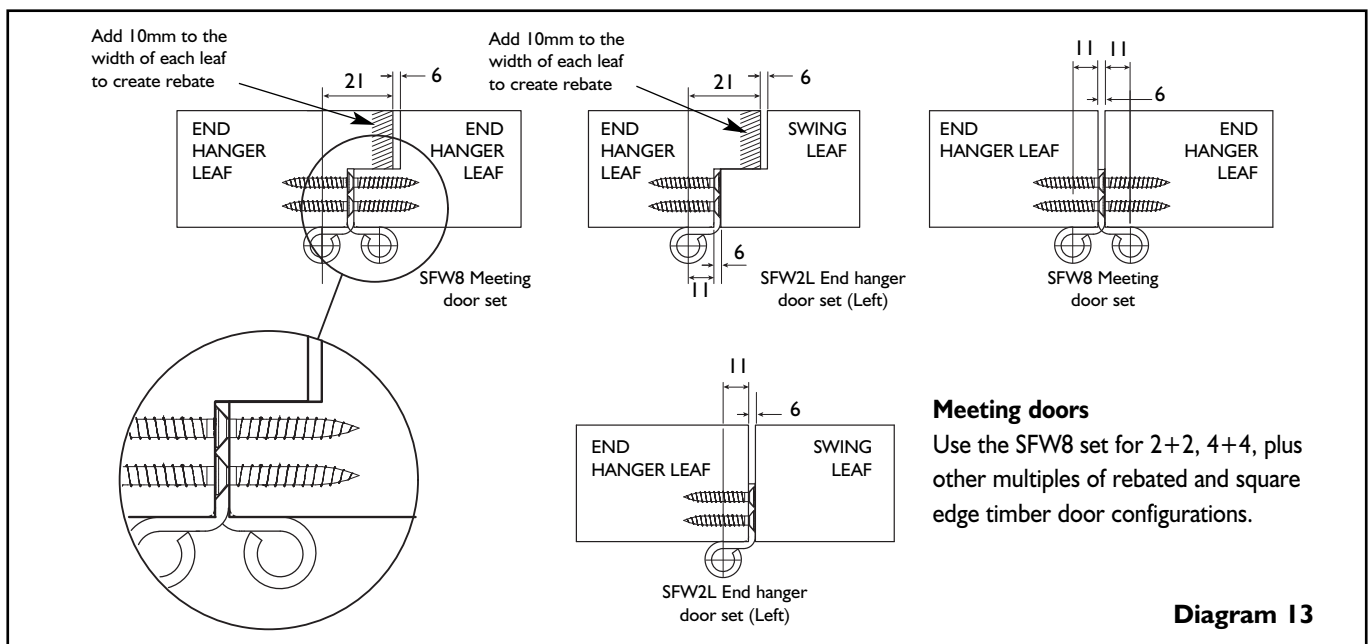 Add 10mm to the
width of each leaf
to create rebate
21
6
END
HANGER
LEAF
END
HANGER
LEAF
SFW8 Meeting
door set
Add 10mm to the
width of each leaf
to create rebate
21
6
END
HANGER
LEAF
SWING
LEAF
6
11
SFW2L End hanger
door set (Left)
11
11
6
END
HANGER LEAF
END
HANGER
LEAF
SFW8 Meeting
door set
11
6
END
HANGER LEAF
SWING
LEAF
SFW2L End hanger
door set (Left)
Meeting doors
Use the SFW8 set for 2+2, 4+4, plus
other multiples of rebated and square
edge timber door configurations.
Diagram 13